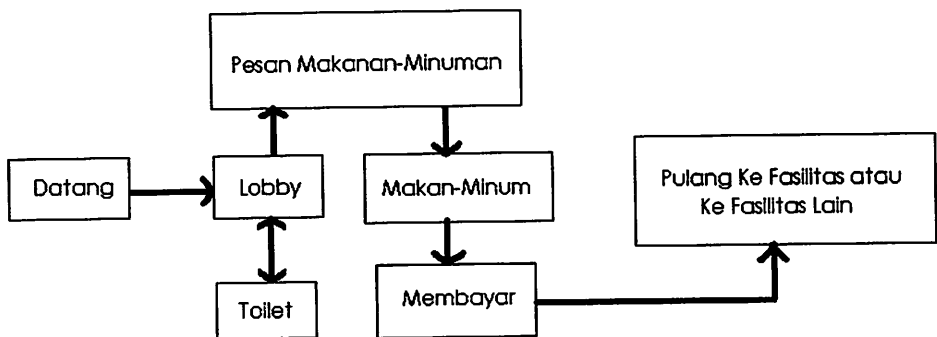 Pesan Makanan-Minuman
Datang
Lobby
Makan-Minum
Pulang Ke Fasilitas atau
Ke Fasilitas Lain
Toilet
Membayar